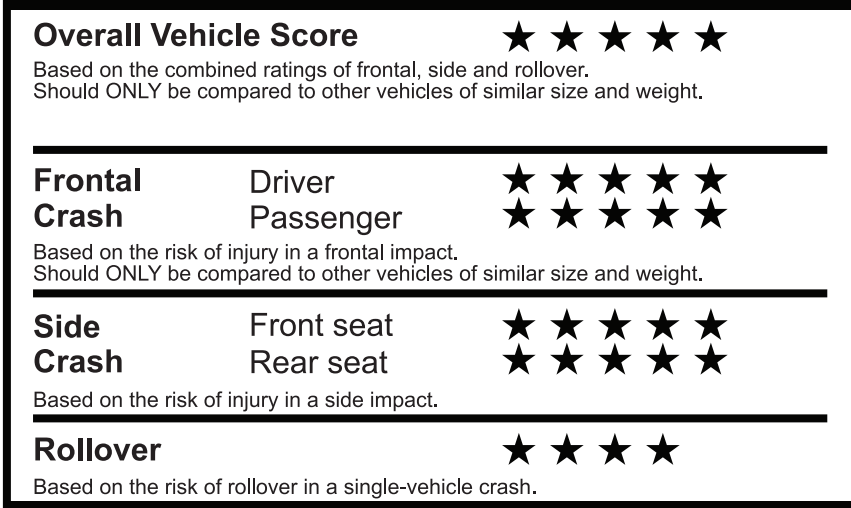 Overall Vehicle Score ★ ★ ★ ★ ★
Based on the combined ratings of frontal, side and rollover.
Should ONLY be compared to other vehicles of similar size and weight.
Frontal Driver ★ ★ ★ ★ ★
Crash Passenger ★ ★ ★ ★ ★
Based on the risk of injury in a frontal impact.
Should ONLY be compared to other vehicles of similar size and weight.
Side Front seat ★ ★ ★ ★ ★
Crash Rear seat ★ ★ ★ ★ ★
Based on the risk of injury in a side impact.
Rollover ★ ★ ★ ★
Based on the risk of rollover in a single-vehicle crash.